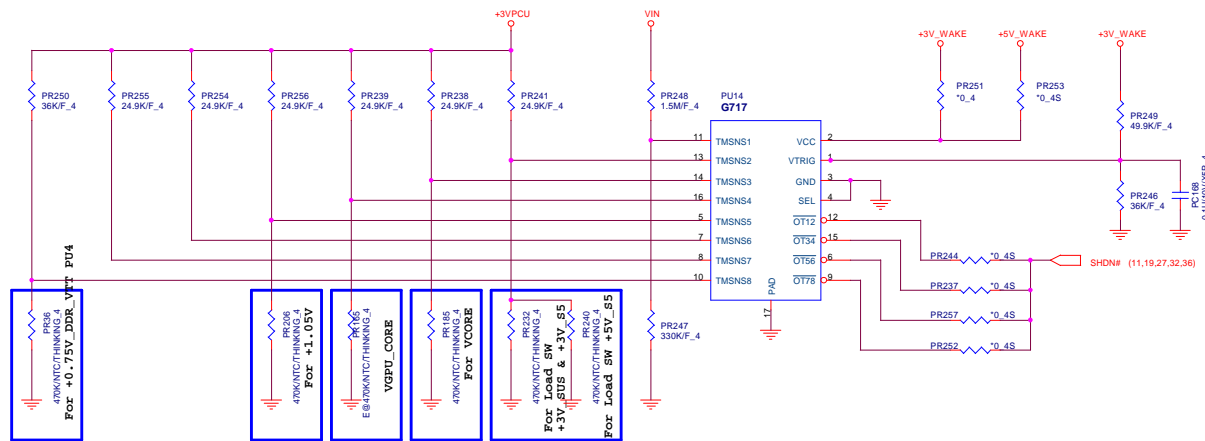 +3VPCU
VIN
+3V_WAKE
+5V_WAKE
+3V_WAKE
PR250
36K/F_4
PR255
24.9K/F_4
PR254
24.9K/F_4
PR256
24.9K/F_4
PR239
24.9K/F_4
PR238
24.9K/F_4
PR241
24.9K/F_4
PR248
1.5M/F_4
PU14
G717
PR251
*0_4
PR253
*0_4S
PR249
49.9K/F_4
11 TMSNS1
13 TMSNS2
14 TMSNS3
16 TMSNS4
5 TMSNS5
7 TMSNS6
8 TMSNS7
10 TMSNS8
VCC 2
VTRIG 1
GND 3
SEL 4
OT12 12
OT34 15
OT56 6
OT78 9
PAD
17
PR246
36K/F_4
PC168
PR244
*0_4S
PR237
*0_4S
PR257
*0_4S
PR252
*0_4S
SHDN# (11,19,27,32,36)
PR36
470K/NTC/THINKING_4
For +0.75V_DDR_VTT PU4
PR206
470K/NTC/THINKING_4
For +1.05V
PR165
E@470K/NTC/THINKING_4
VGPU_CORE
PR185
470K/NTC/THINKING_4
For VCORE
PR232
470K/NTC/THINKING_4
For Load SW
+3V_SUS & +3V_S5
PR240
470K/NTC/THINKING_4
For Load SW +5V_S5
PR247
330K/F_4